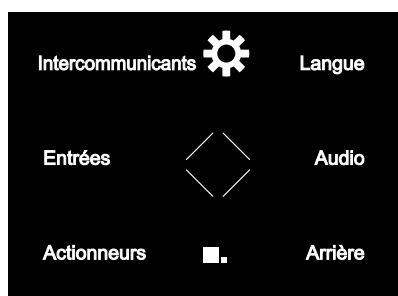 Intercommunicants
Langue
Entrées
Audio
Actionneurs
Arrière